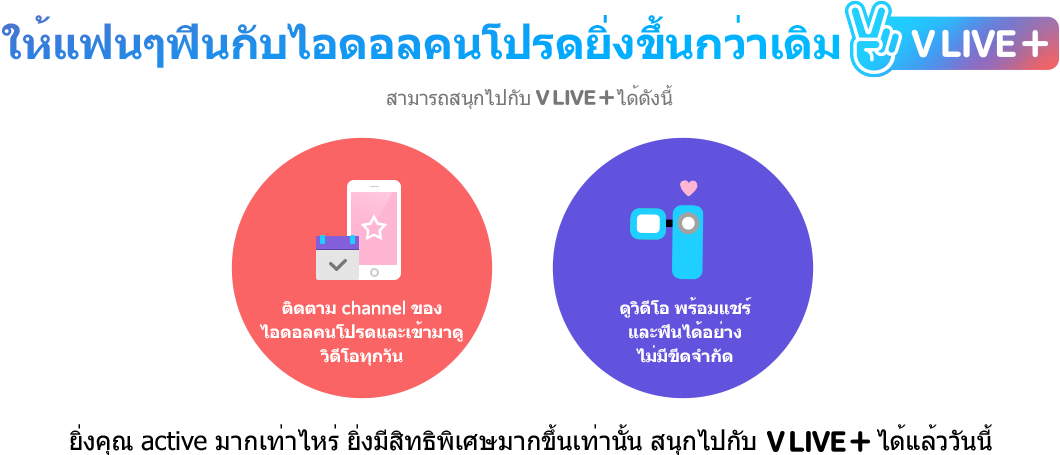 ให้แฟนๆฟินกับไอดอลคนโปรดยิ่งขึ้นกว่าเดิม V LIVE+
สามารถสนุกไปกับ V LIVE+ ได้ดังนี้
ติดตาม channel ของ
ไอดอลคนโปรดและเข้ามาดู
วิดีโอทุกวัน
ดูวิดีโอ พร้อมแชร์
และฟินได้อย่าง
ไม่มีขีดจำกัด
ยิ่งคุณ active มากเท่าไหร่ ยิ่งมีสิทธิพิเศษมากขึ้นเท่านั้น สนุกไปกับ V LIVE+ ได้แล้ววันนี้